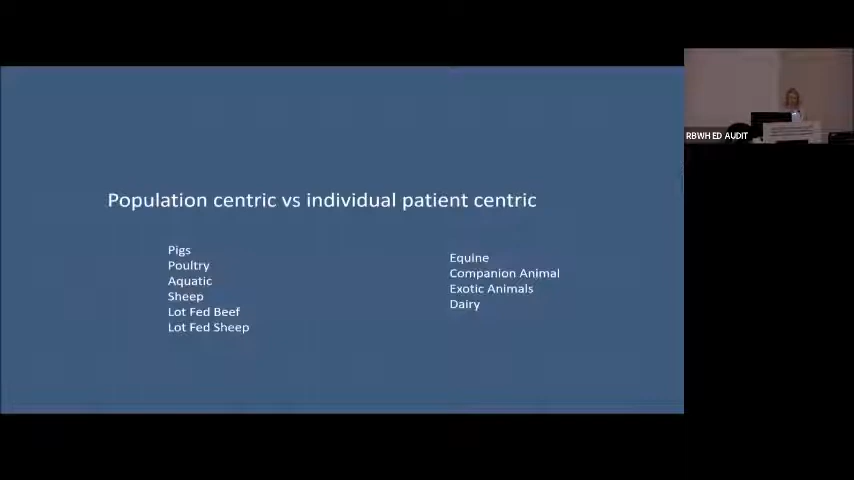 Population centric vs individual patient centric
Pigs
Poultry
Aquatic
Sheep
Lot Fed Beef
Lot Fed Sheep
Equine
Companion Animal
Exotic Animals
Dairy
RBWH ED AUDIT